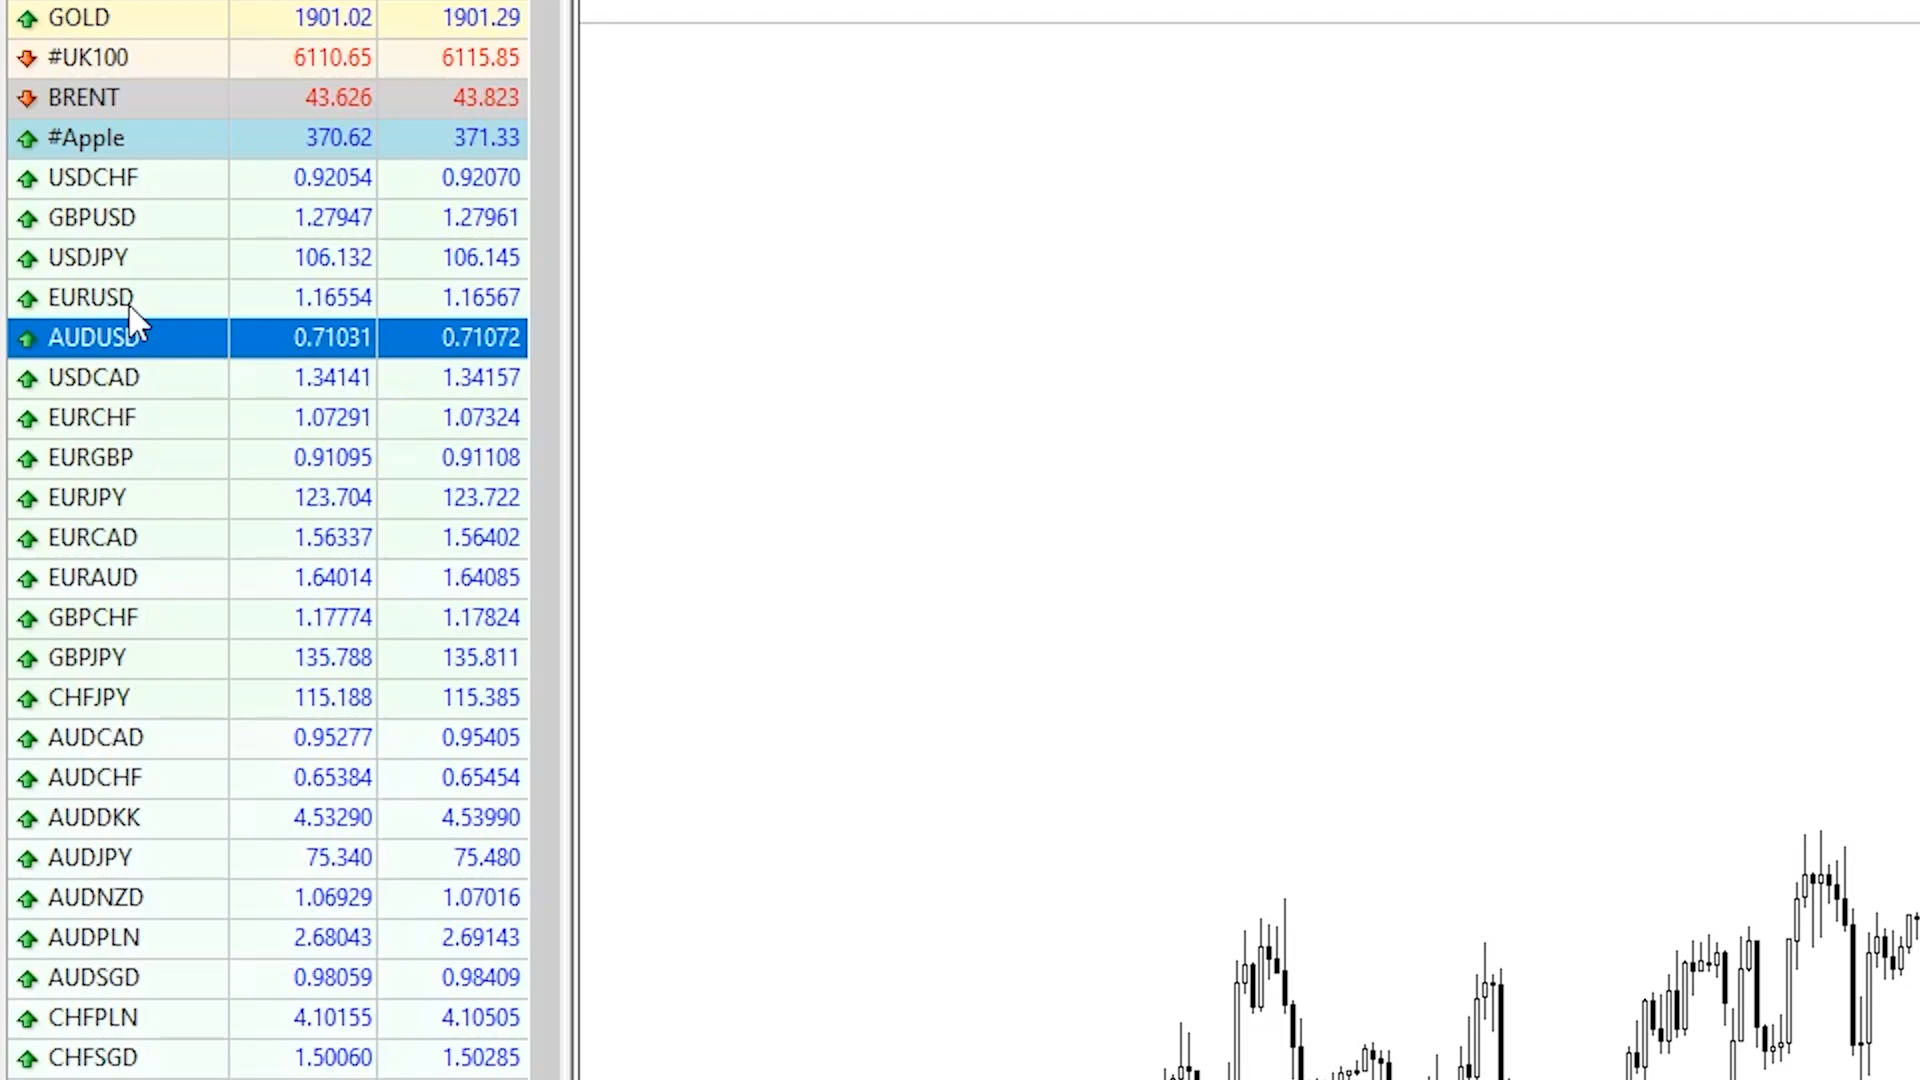 GOLD 1901.02 1901.29
#UK100 6110.65 6115.85
BRENT 43.626 43.823
#Apple 370.62 371.33
USDCHF 0.92054 0.92070
GBPUSD 1.27947 1.27961
USDJPY 106.132 106.145
EURUSD 1.16554 1.16567
AUDUSD 0.71031 0.71072
USDCAD 1.34141 1.34157
EURCHF 1.07291 1.07324
EURGBP 0.91095 0.91108
EURJPY 123.704 123.722
EURCAD 1.56337 1.56402
EURAUD 1.64014 1.64085
GBPCHF 1.17774 1.17824
GBPJPY 135.788 135.811
CHFJPY 115.188 115.385
AUDCAD 0.95277 0.95405
AUDCHF 0.65384 0.65454
AUDDKK 4.53290 4.53990
AUDJPY 75.340 75.480
AUDNZD 1.06929 1.07016
AUDPLN 2.68043 2.69143
AUDSGD 0.98059 0.98409
CHFPLN 4.10155 4.10505
CHFSGD 1.50060 1.50285